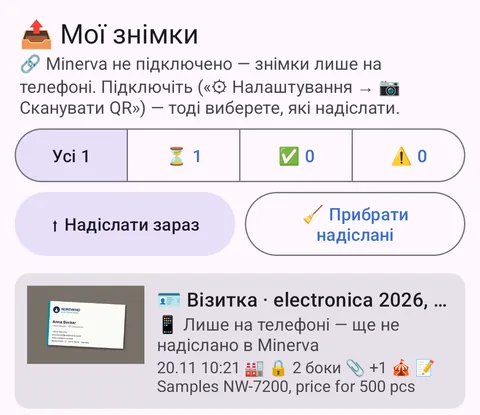 📤 Мої знімки
🔗 Minerva не підключено — знімки лише на
телефоні. Підключіть («⚙ Налаштування → 📷
Сканувати QR») — тоді виберете, які надіслати.
Усі 1
⏳ 1
✅ 0
⚠️ 0
↑ Надіслати зараз
🧹 Прибрати
надіслані
🪪 Візитка · electronica 2026, ...
📱 Лише на телефоні — ще не
надіслано в Minerva
20.11 10:21 🏭 🔒 2 боки 📎 +1 🎪 📝
Samples NW-7200, price for 500 pcs
Anna Becker